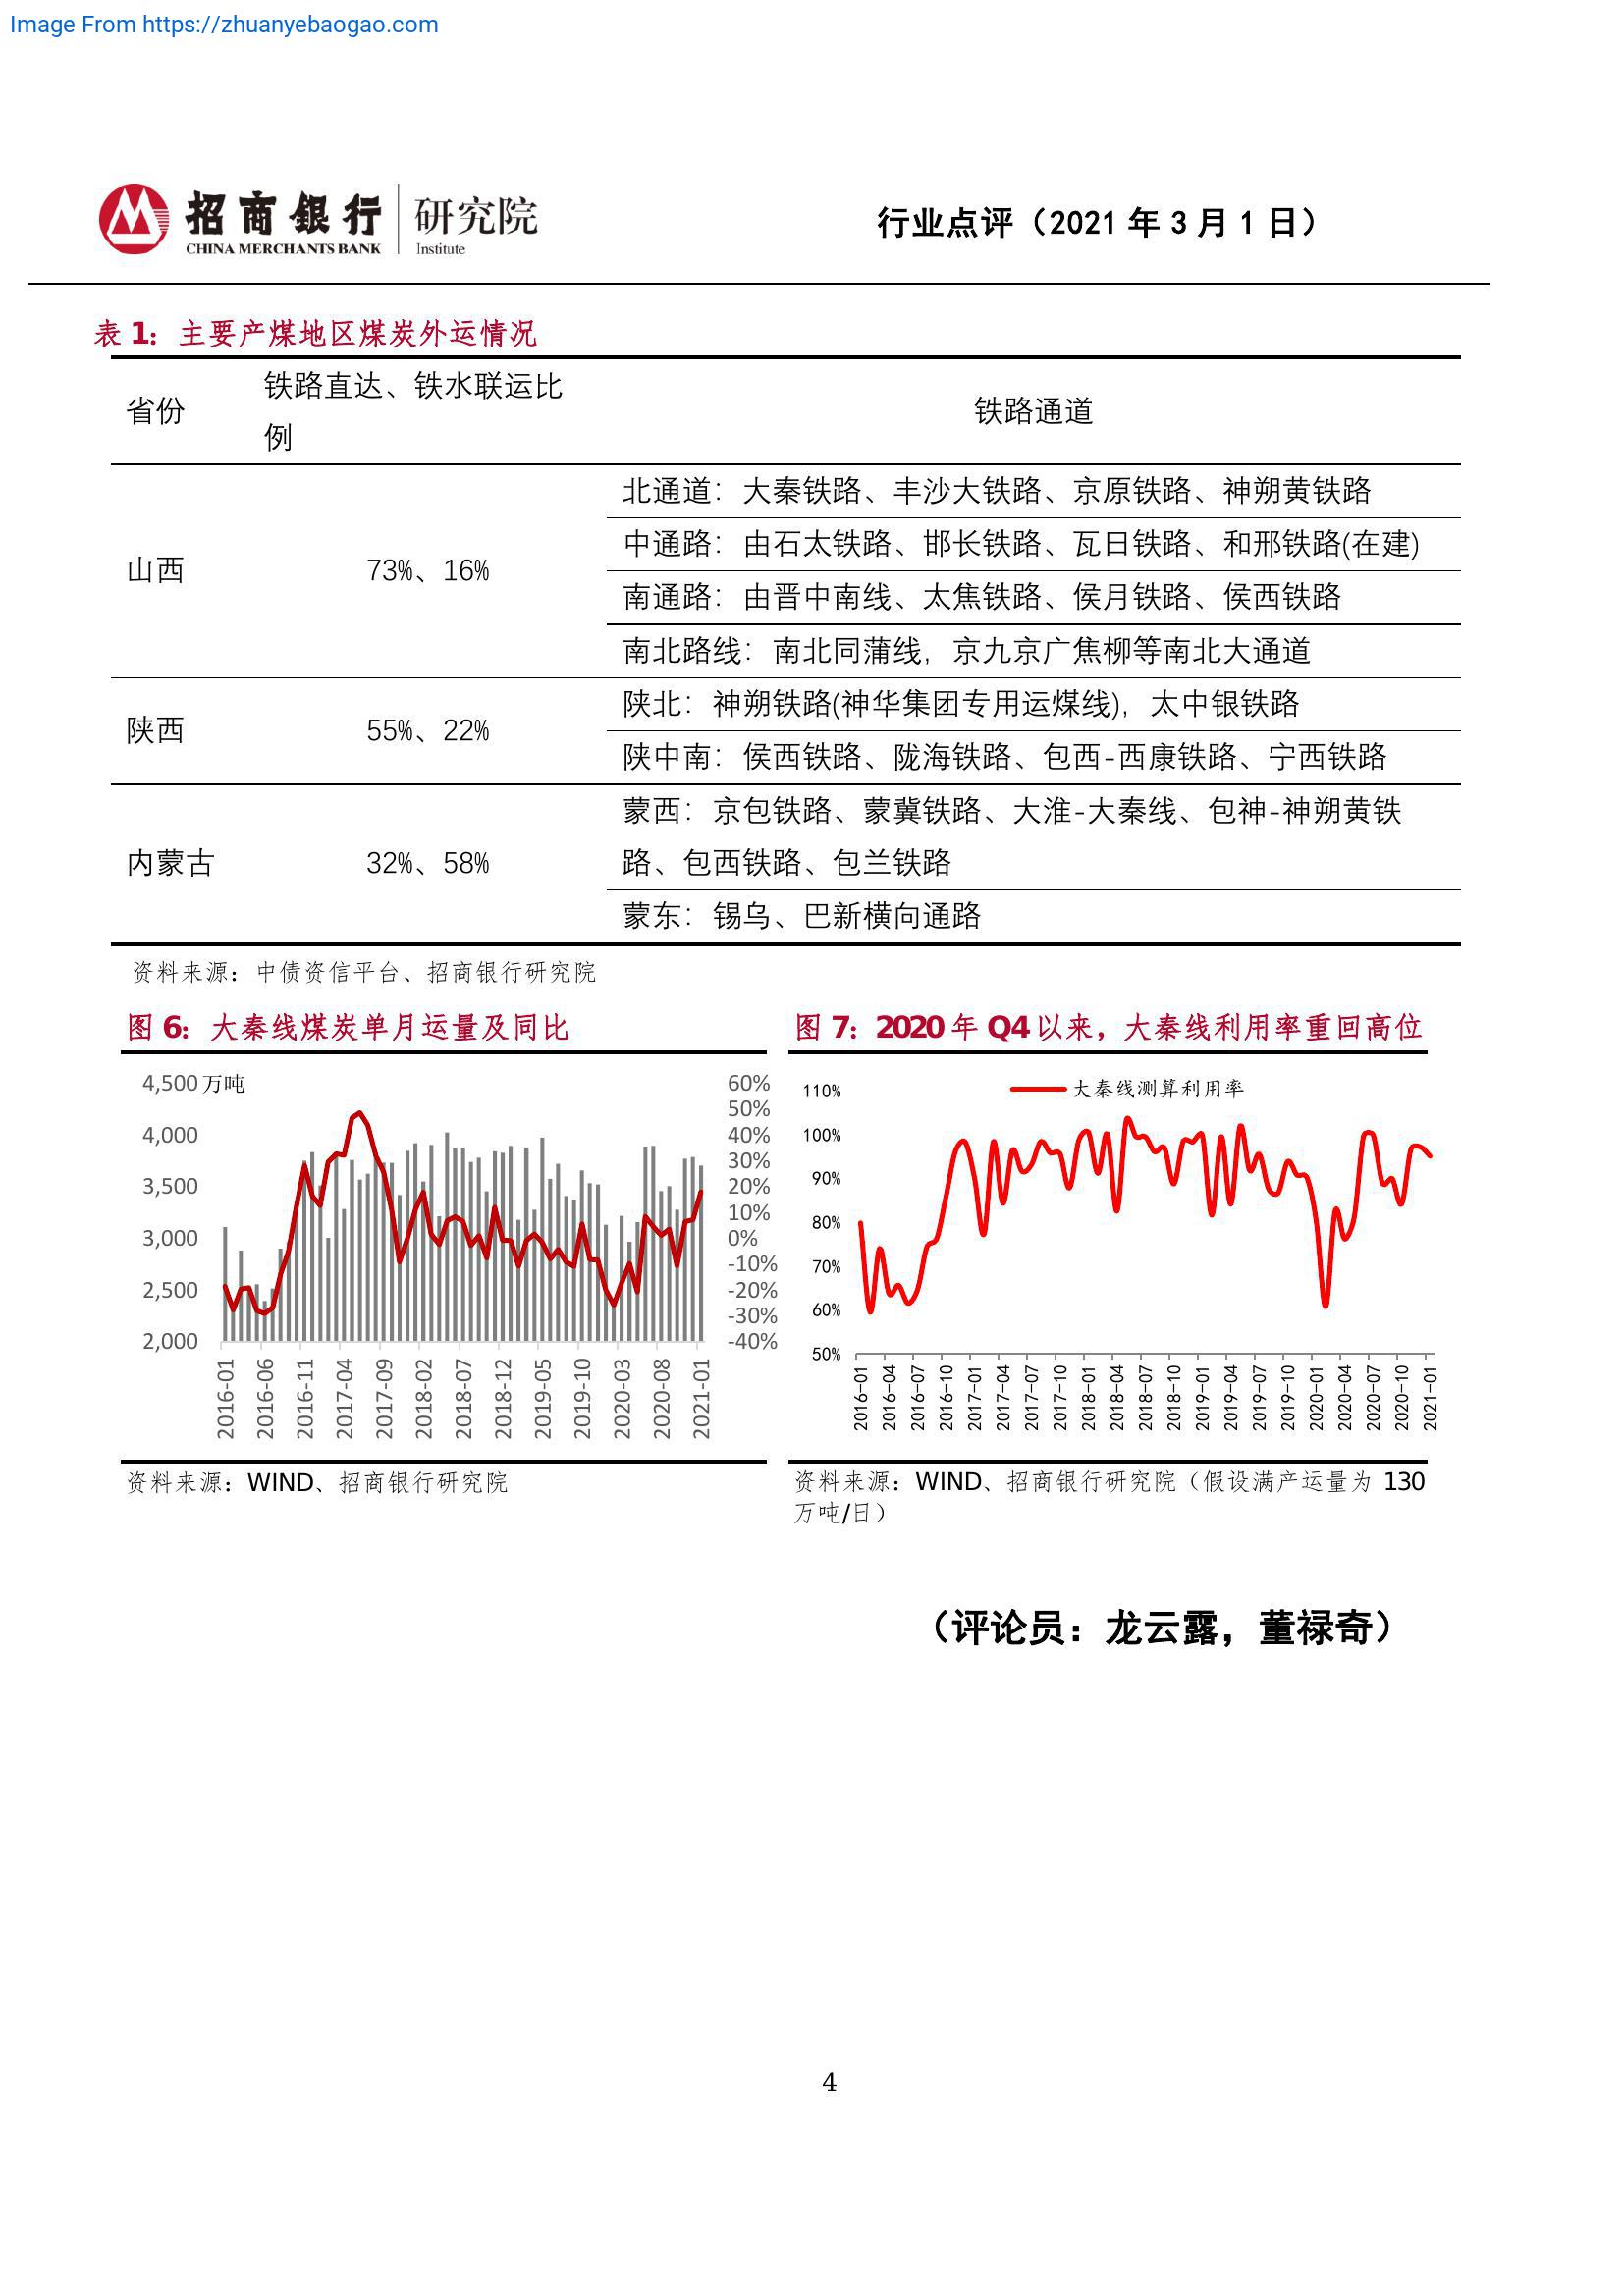 Image From https://zhuanyebaogao.com
招商银行 研究院
CHINA MERCHANTS BANK Institute
行业点评（2021 年 3 月 1 日）
表 1：主要产煤地区煤炭外运情况
省份 铁路直达、铁水联运比例 铁路通道
山西 73%、16%
北通道：大秦铁路、丰沙大铁路、京原铁路、神朔黄铁路
中通路：由石太铁路、邯长铁路、瓦日铁路、和邢铁路(在建)
南通路：由晋中南线、太焦铁路、侯月铁路、侯西铁路
南北路线：南北同蒲线，京九京广焦柳等南北大通道
陕西 55%、22%
陕北：神朔铁路(神华集团专用运煤线)，太中银铁路
陕中南：侯西铁路、陇海铁路、包西-西康铁路、宁西铁路
内蒙古 32%、58%
蒙西：京包铁路、蒙冀铁路、大淮-大秦线、包神-神朔黄铁
路、包西铁路、包兰铁路
蒙东：锡乌、巴新横向通路
资料来源：中债资信平台、招商银行研究院
图 6：大秦线煤炭单月运量及同比
4,500 万吨
4,000
3,500
3,000
2,500
2,000
60%
50%
40%
30%
20%
10%
0%
-10%
-20%
-30%
-40%
2016-01 2016-06 2016-11 2017-04 2017-09 2018-02 2018-07 2018-12 2019-05 2019-10 2020-03 2020-08 2021-01
资料来源：WIND、招商银行研究院
图 7：2020 年 Q4 以来，大秦线利用率重回高位
大秦线测算利用率
110%
100%
90%
80%
70%
60%
50%
2016-01 2016-04 2016-07 2016-10 2017-01 2017-04 2017-07 2017-10 2018-01 2018-04 2018-07 2018-10 2019-01 2019-04 2019-07 2019-10 2020-01 2020-04 2020-07 2020-10 2021-01
资料来源：WIND、招商银行研究院（假设满产运量为 130
万吨/日）
（评论员：龙云露，董禄奇）
4